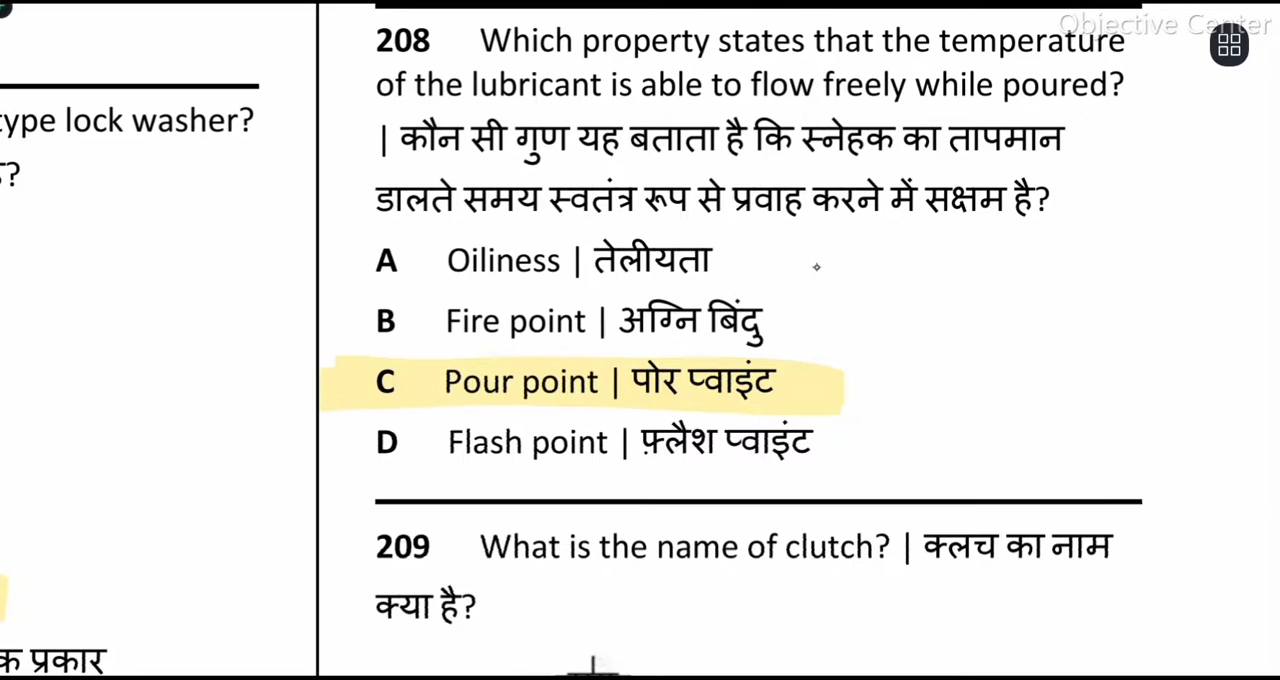 Objective Center
type lock washer?
क प्रकार
208 Which property states that the temperature
of the lubricant is able to flow freely while poured?
| कौन सी गुण यह बताता है कि स्नेहक का तापमान
डालते समय स्वतंत्र रूप से प्रवाह करने में सक्षम है?
A Oiliness | तेलीयता
B Fire point | अग्नि बिंदु
C Pour point | पोर प्वाइंट
D Flash point | फ़्लैश प्वाइंट
209 What is the name of clutch? | क्लच का नाम
क्या है?